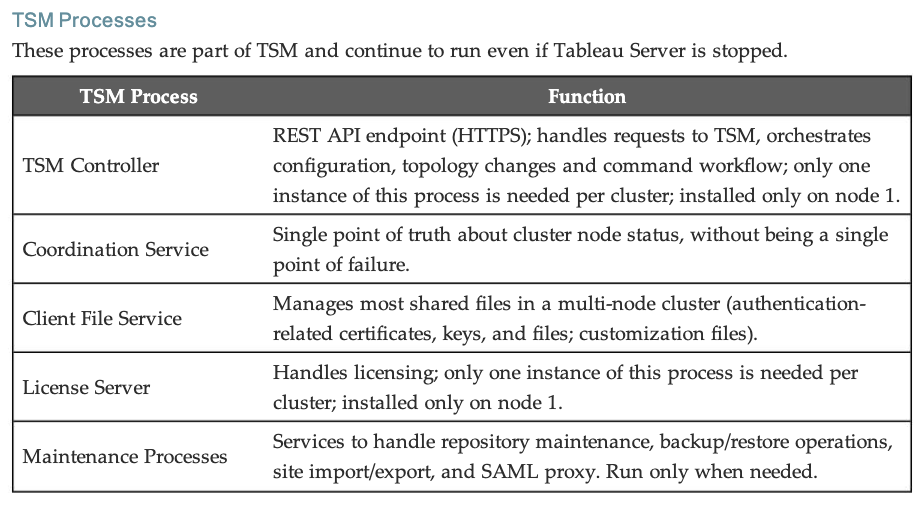 TSM Processes
These processes are part of TSM and continue to run even if Tableau Server is stopped.
TSM Process
Function
TSM Controller
REST API endpoint (HTTPS); handles requests to TSM, orchestrates
configuration, topology changes and command workflow; only one
instance of this process is needed per cluster; installed only on node 1.
Coordination Service
Single point of truth about cluster node status, without being a single
point of failure.
Client File Service
Manages most shared files in a multi-node cluster (authentication-
related certificates, keys, and files; customization files).
License Server
Handles licensing; only one instance of this process is needed per
cluster; installed only on node 1.
Maintenance Processes
Services to handle repository maintenance, backup/restore operations,
site import/export, and SAML proxy. Run only when needed.